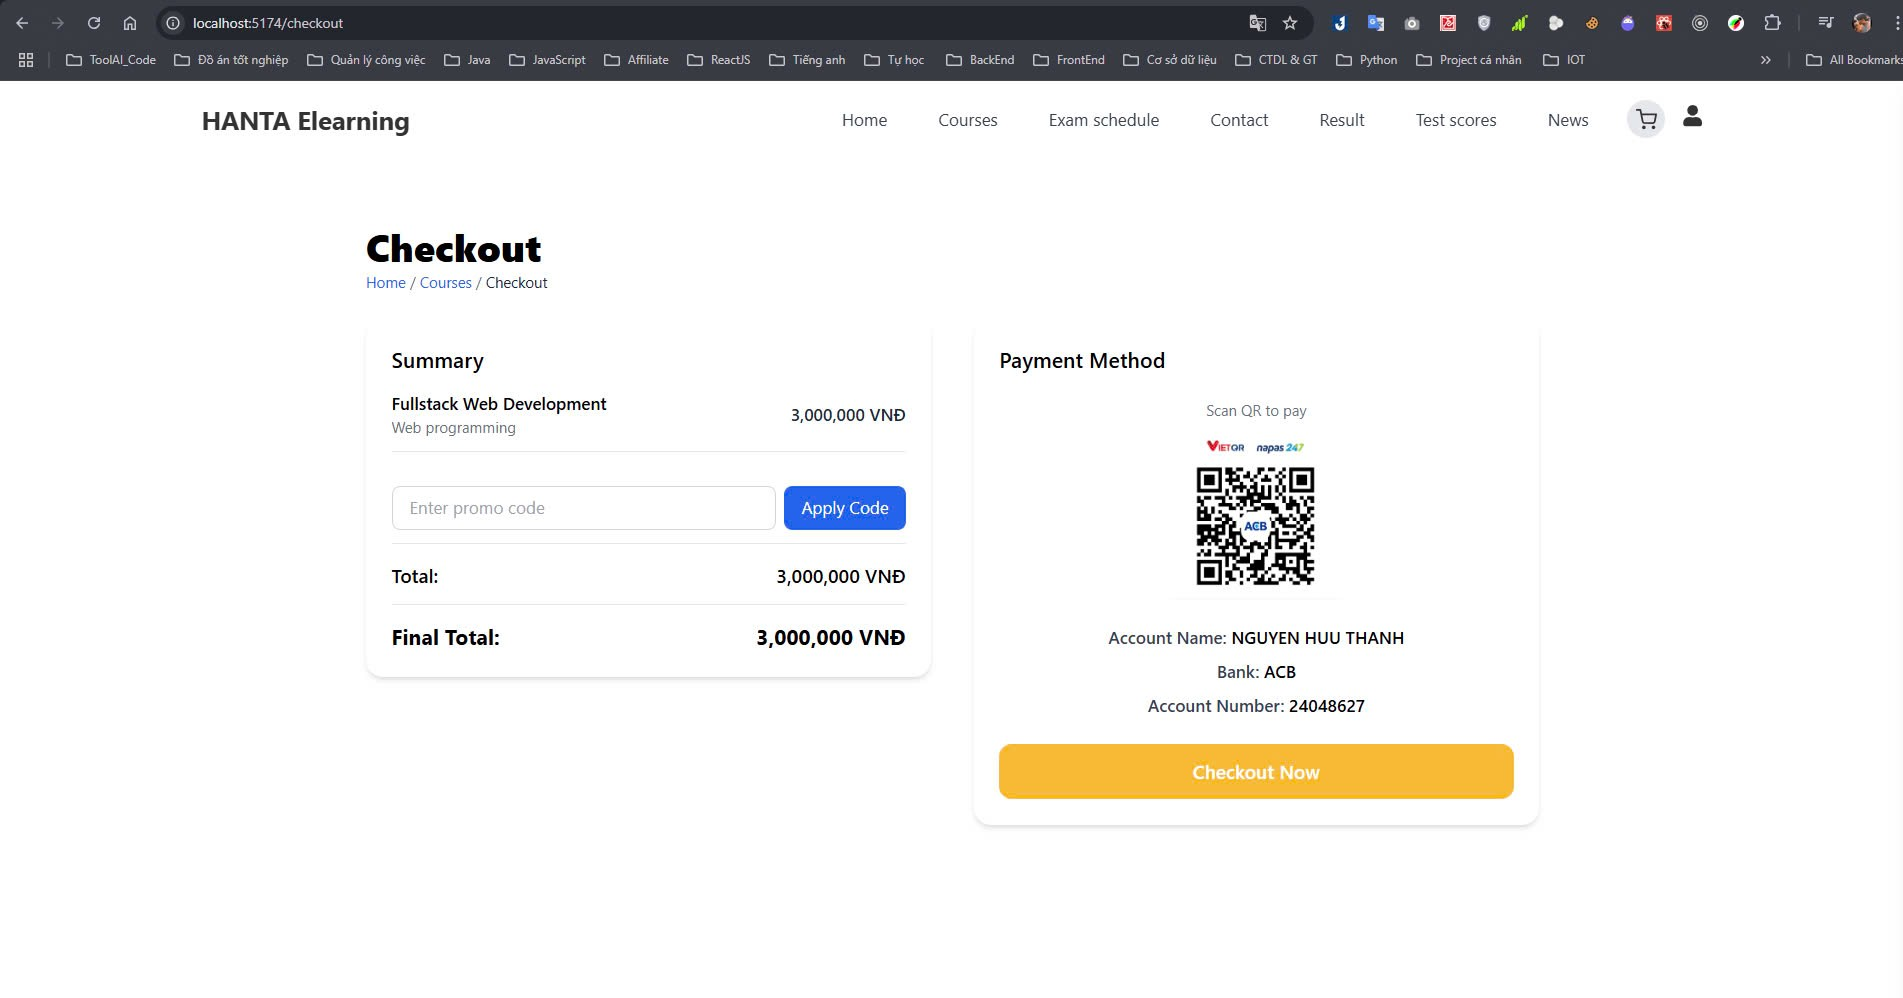 localhost:5174/checkout
ToolAI_Code Đồ án tốt nghiệp Quản lý công việc Java JavaScript Affiliate ReactJS Tiếng anh Tự học BackEnd FrontEnd Cơ sở dữ liệu CTDL & GT Python Project cá nhân IOT » All Bookmarks
HANTA Elearning Home Courses Exam schedule Contact Result Test scores News
Checkout
Home / Courses / Checkout
Summary
Fullstack Web Development
Web programming
3,000,000 VNĐ
Enter promo code Apply Code
Total: 3,000,000 VNĐ
Final Total: 3,000,000 VNĐ
Payment Method
Scan QR to pay
VIETQR napas 247
ACB
Account Name: NGUYEN HUU THANH
Bank: ACB
Account Number: 24048627
Checkout Now